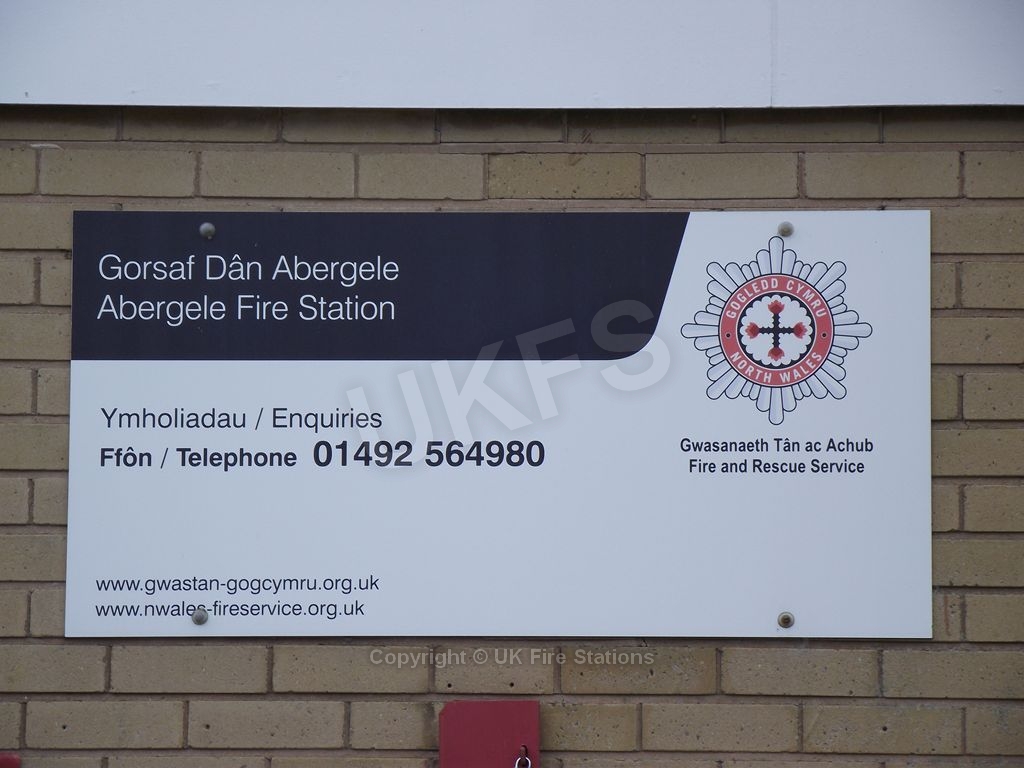 Gorsaf Dân Abergele
Abergele Fire Station
GOGLEDD CYMRU
NORTH WALES
Gwasanaeth Tân ac Achub
Fire and Rescue Service
Ymholiadau / Enquiries
Ffôn / Telephone 01492 564980
www.gwastan-gogcymru.org.uk
www.nwales-fireservice.org.uk
UKFS
Copyright © UK Fire Stations